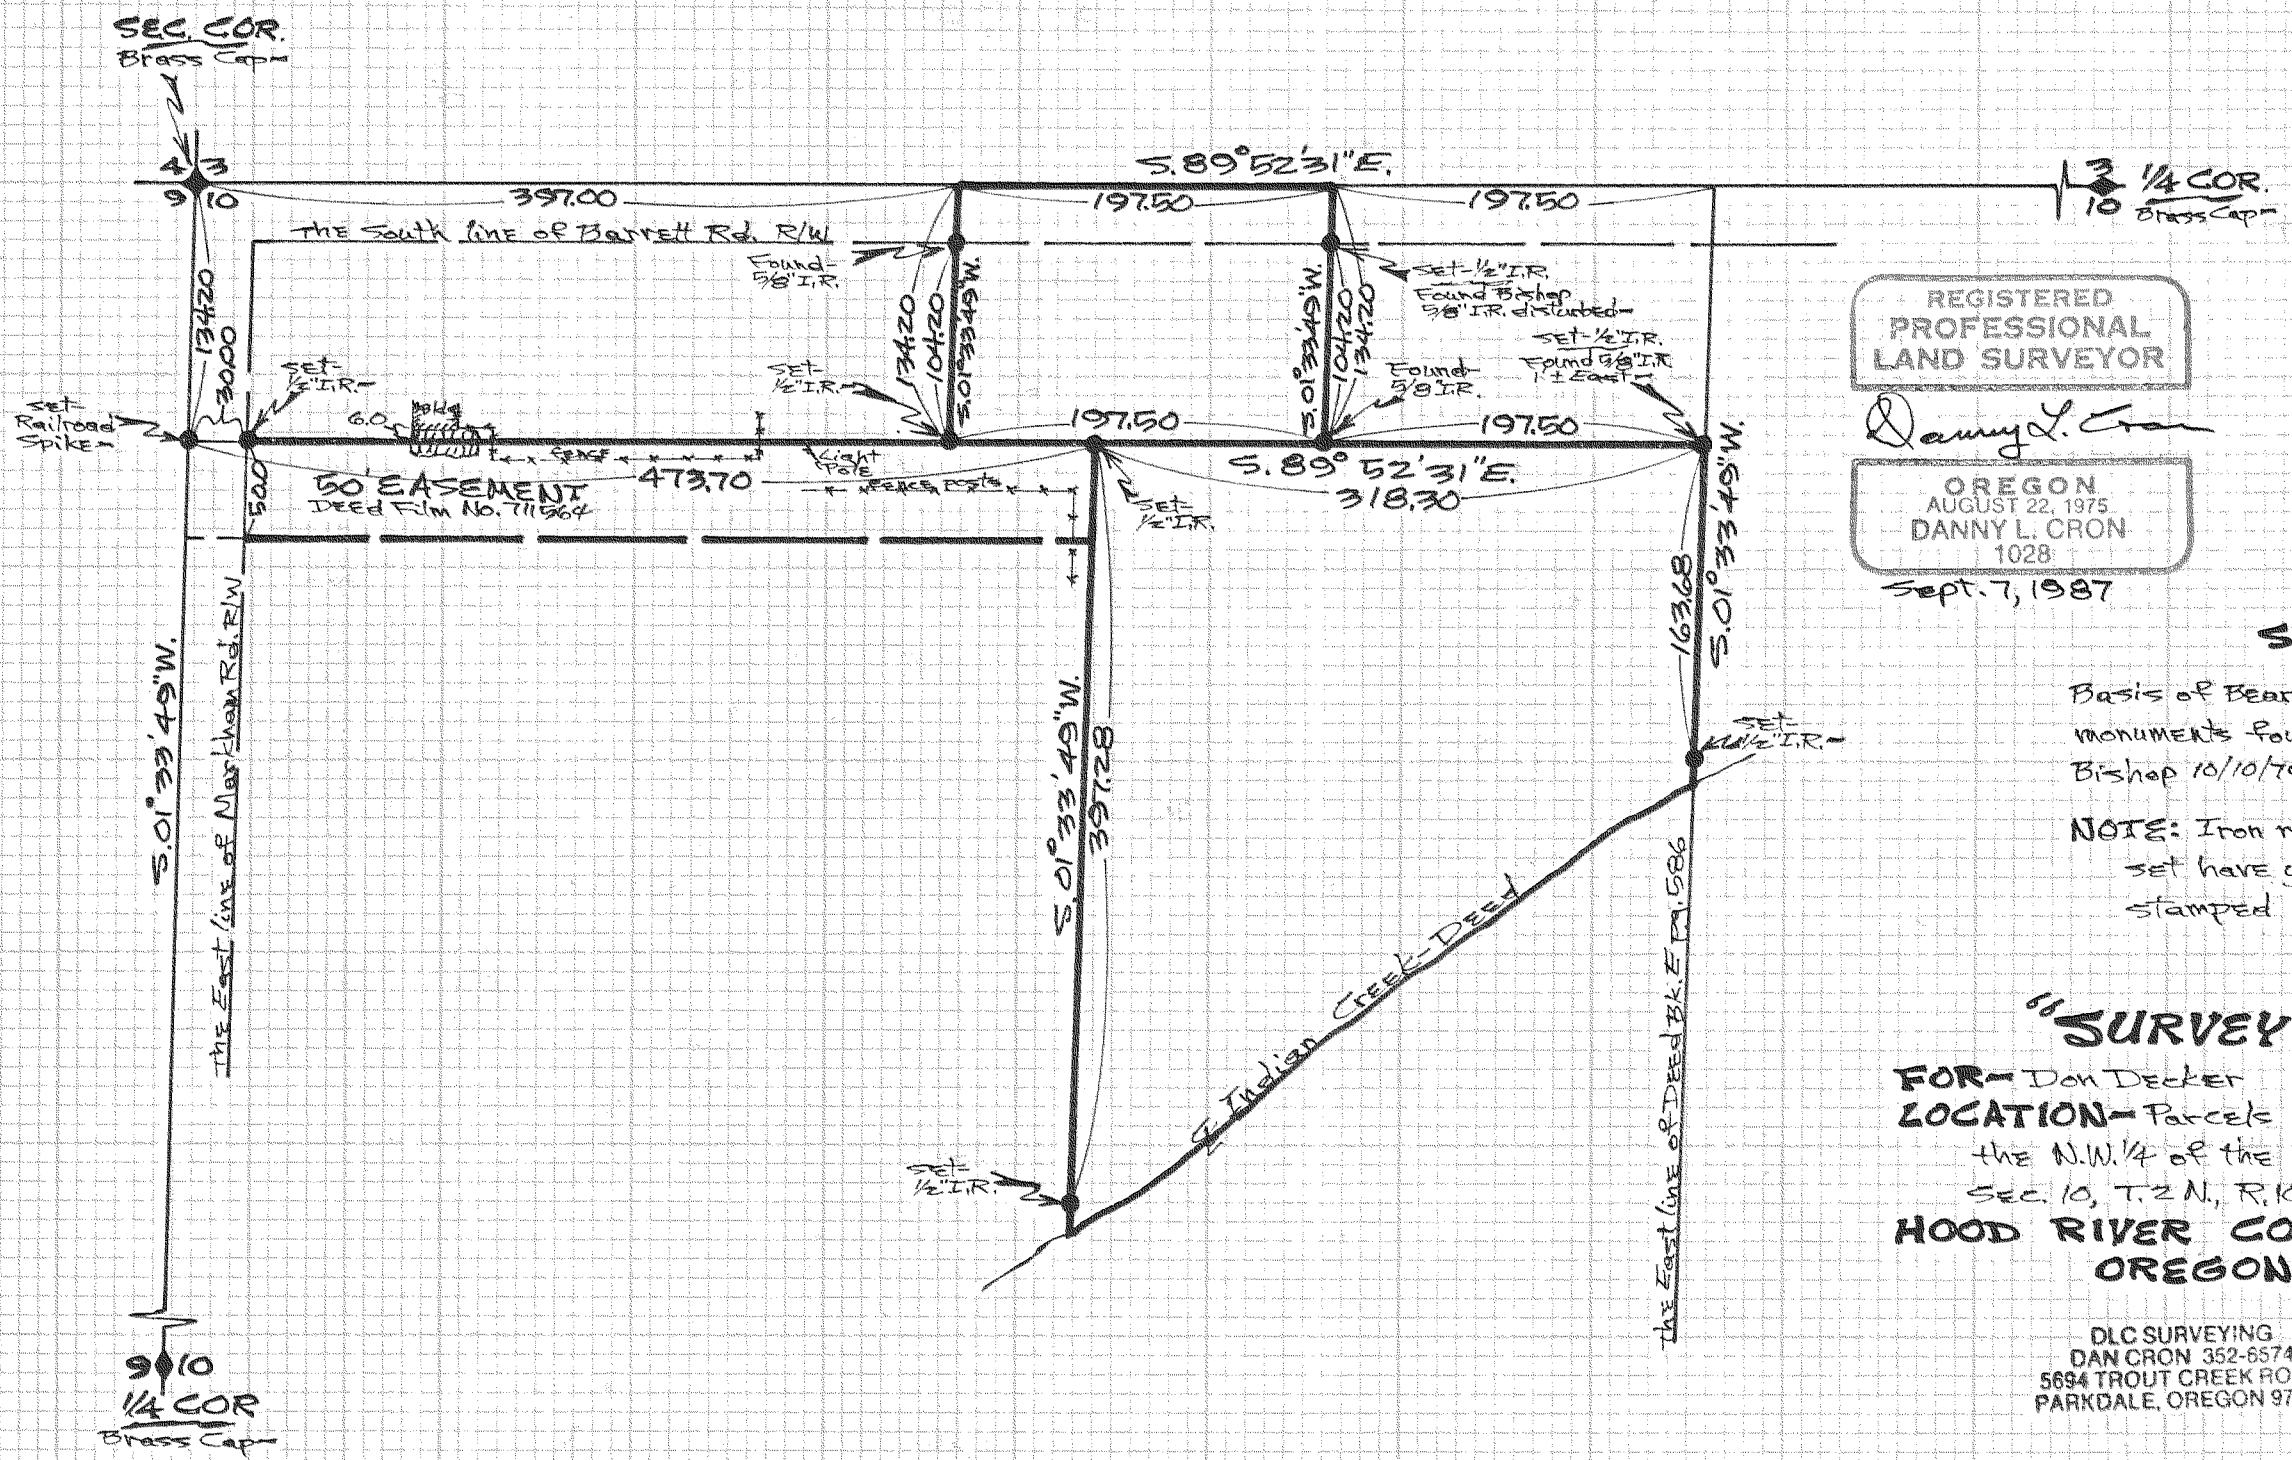 SEC. COR.
Brass Cap-
4 3
9 10
S. 89° 52' 31" E.
397.00
197.50
197.50
3
10
1/4 COR.
Brass Cap-
The South line of Barrett Rd. R/W
Found-
5/8" I.R.
134.20
30.00
134.20
104.20
S. 01° 33' 49" W.
S. 01° 33' 49" W.
104.20
134.20
Set-1/2" I.R.
Found Bishop
5/8" I.R. disturbed-
Set-1/2" I.R.
Found 5/8" I.R.
1'± East-
Found-
5/8" I.R.
Set-
1/2" I.R.-
Set-
1/2" I.R.-
Set-
Railroad
Spike-
6.0
Bldg
197.50
197.50
Fence
Light
Pole
50.0
50' EASEMENT
Deed Film No. 711564
473.70
Fence Posts
S. 89° 52' 31" E.
318.30
Set-
1/2" I.R.
S. 01° 33' 49" W.
The East line of Markham Rd. R/W
S. 01° 33' 49" W.
397.28
163.68
S. 01° 33' 49" W.
Set-
1/2" I.R.-
℄ Indian Creek-Deed
The East line of Deed Bk. E pg. 586
Set-
1/2" I.R.-
9 10
1/4 COR
Brass Cap-
REGISTERED
PROFESSIONAL
LAND SURVEYOR
Danny L. Cron
OREGON
AUGUST 22, 1975
DANNY L. CRON
1028
Sept. 7, 1987
S
Basis of Bear
monuments fou
Bishop 10/10/79
NOTE: Iron r
set have
stamped
"SURVEY
FOR- Don Decker
LOCATION- Parcels
the N.W. 1/4 of the
Sec. 10, T. 2 N., R. 10
HOOD RIVER CO
OREGON
DLC SURVEYING
DAN CRON 352-6574
5694 TROUT CREEK RO
PARKDALE, OREGON 97